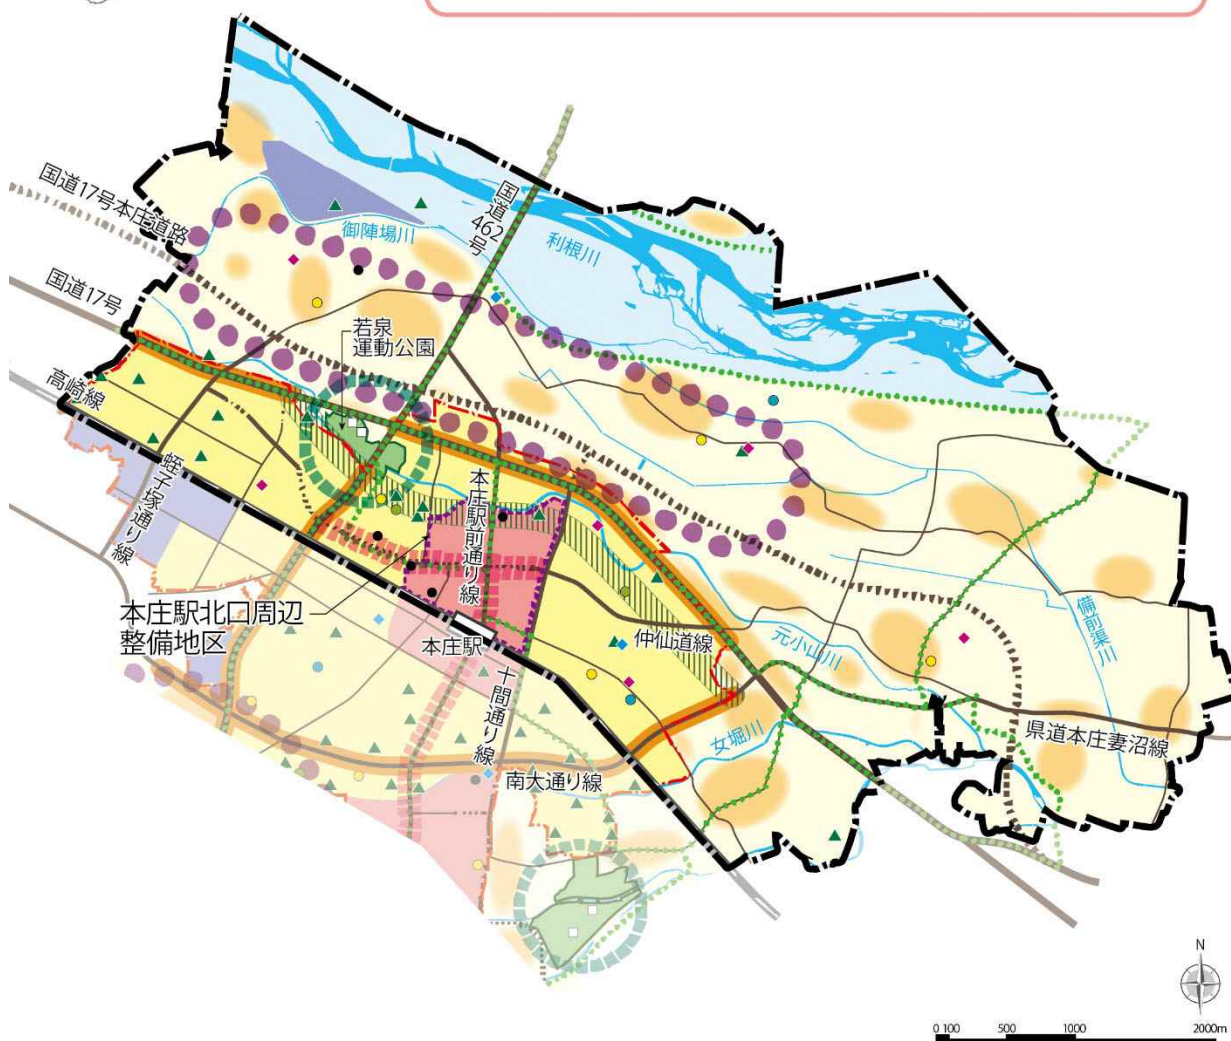 国道17号本庄道路
国道17号
高崎線
国道462号
御陣場川
利根川
若泉
運動公園
蛭子塚通り線
本庄駅前通り線
本庄駅北口周辺
整備地区
本庄駅
仲仙道線
元小山川
備前渠川
十間通り線
女堀川
県道本庄妻沼線
南大通り線
N
0 100 500 1000 2000m